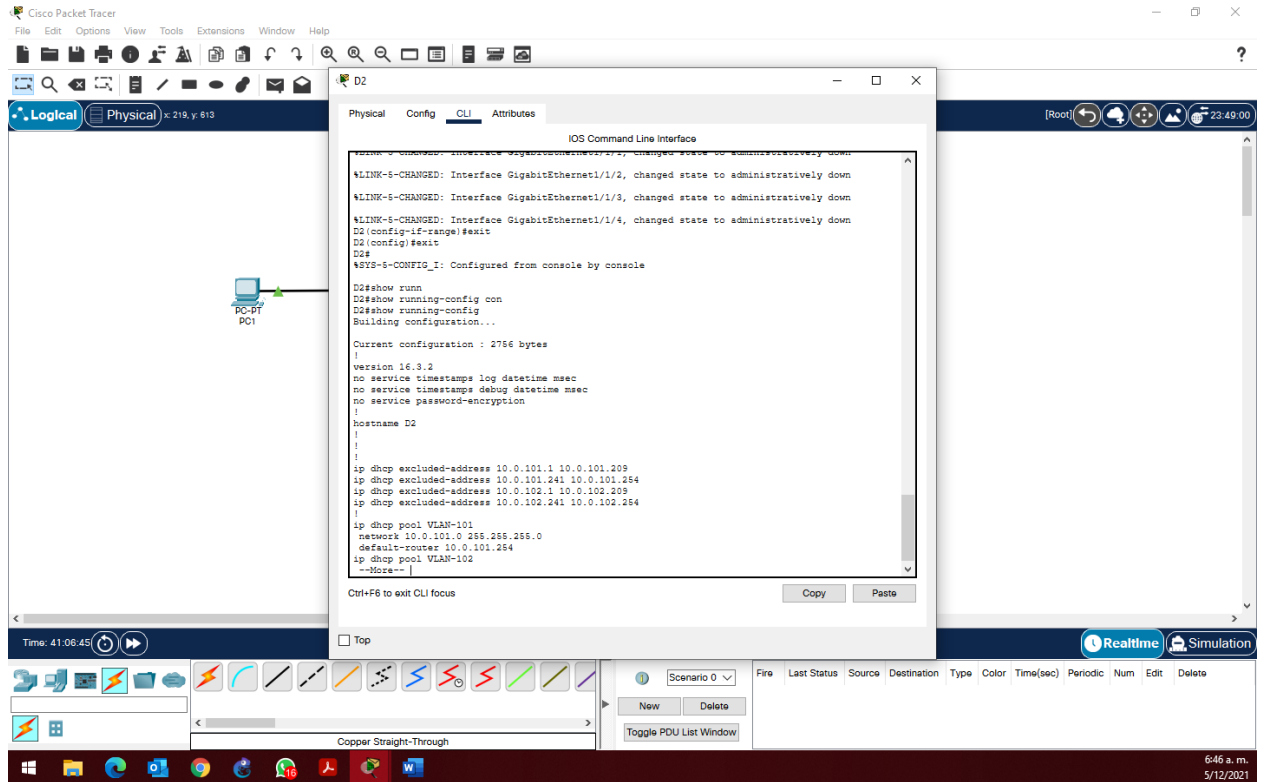 Cisco Packet Tracer
File Edit Options View Tools Extensions Window Help
?
Logical Physical x: 219, y: 613
[Root] 23:49:00
PC-PT
PC1
D2
Physical Config CLI Attributes
IOS Command Line Interface
%LINK-5-CHANGED: Interface GigabitEthernet1/1/1, changed state to administratively down
%LINK-5-CHANGED: Interface GigabitEthernet1/1/2, changed state to administratively down
%LINK-5-CHANGED: Interface GigabitEthernet1/1/3, changed state to administratively down
%LINK-5-CHANGED: Interface GigabitEthernet1/1/4, changed state to administratively down
D2(config-if-range)#exit
D2(config)#exit
D2#
%SYS-5-CONFIG_I: Configured from console by console
D2#show runn
D2#show running-config con
D2#show running-config
Building configuration...
Current configuration : 2756 bytes
!
version 16.3.2
no service timestamps log datetime msec
no service timestamps debug datetime msec
no service password-encryption
!
hostname D2
!
!
!
ip dhcp excluded-address 10.0.101.1 10.0.101.209
ip dhcp excluded-address 10.0.101.241 10.0.101.254
ip dhcp excluded-address 10.0.102.1 10.0.102.209
ip dhcp excluded-address 10.0.102.241 10.0.102.254
!
ip dhcp pool VLAN-101
network 10.0.101.0 255.255.255.0
default-router 10.0.101.254
ip dhcp pool VLAN-102
--More--
Ctrl+F6 to exit CLI focus
Copy Paste
Top
Time: 41:06:45
Realtime Simulation
Scenario 0
New Delete
Toggle PDU List Window
Fire Last Status Source Destination Type Color Time(sec) Periodic Num Edit Delete
Copper Straight-Through
16
6:46 a. m.
5/12/2021